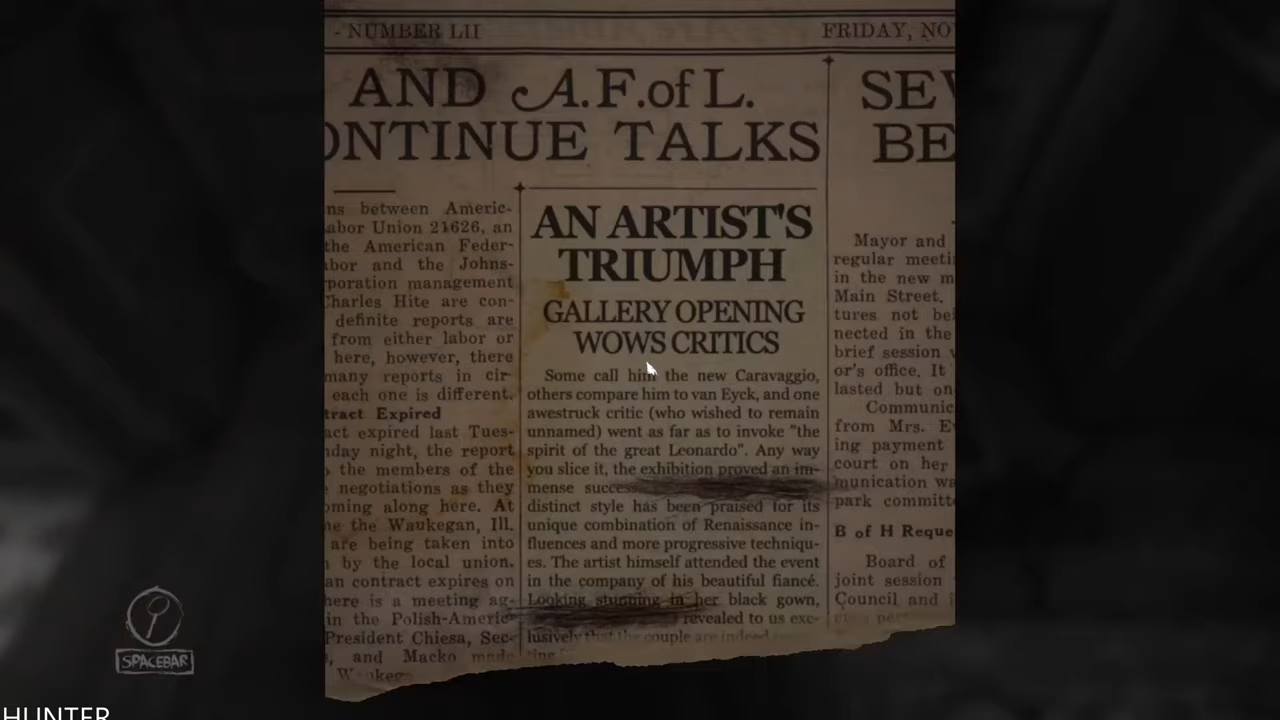 - NUMBER LII
FRIDAY, NO
AND A.F.of L.
ONTINUE TALKS
SEV
BE
ns between Americ-
abor Union 21626, an
the American Feder-
bor and the Johns-
poration management
Charles Hite are con-
definite reports are
from either labor or
here, however, there
many reports in cir-
each one is different.
tract Expired
act expired last Tues-
day night, the report
the members of the
negotiations as they
oming along here. At
e the Waukegan, Ill.
are being taken into
by the local union.
an contract expires on
here is a meeting ag-
in the Polish-Americ-
President Chiesa, Sec-
, and Macko made
AN ARTIST'S
TRIUMPH
GALLERY OPENING
WOWS CRITICS
Some call him the new Caravaggio,
others compare him to van Eyck, and one
awestruck critic (who wished to remain
unnamed) went as far as to invoke "the
spirit of the great Leonardo". Any way
you slice it, the exhibition proved an im-
mense success
distinct style has been praised for its
unique combination of Renaissance in-
fluences and more progressive techniqu-
es. The artist himself attended the event
in the company of his beautiful fiancé.
Looking stunning in her black gown,
revealed to us exc-
lusively that the couple are indeed
Mayor and
regular meeti
in the new m
Main Street.
tures not bei
nected in the
brief session
or's office. It
lasted but on
Communic
from Mrs. E
ing payment
court on her
munication wa
park committe
B of H Reque
Board of
joint session
Council and
SPACEBAR
HUNTER